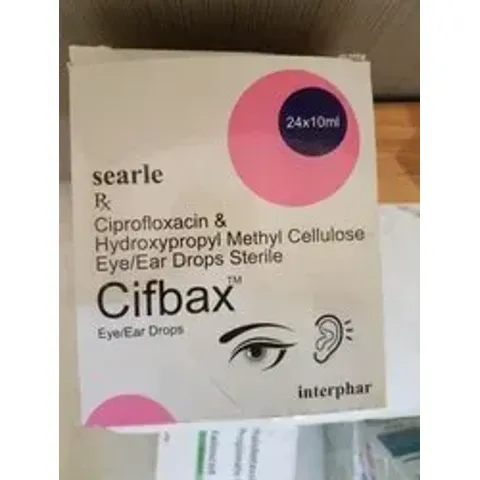 24x10ml
searle
Rx
Ciprofloxacin &
Hydroxypropyl Methyl Cellulose
Eye/Ear Drops Sterile
Cifbax™
Eye/Ear Drops
interphar